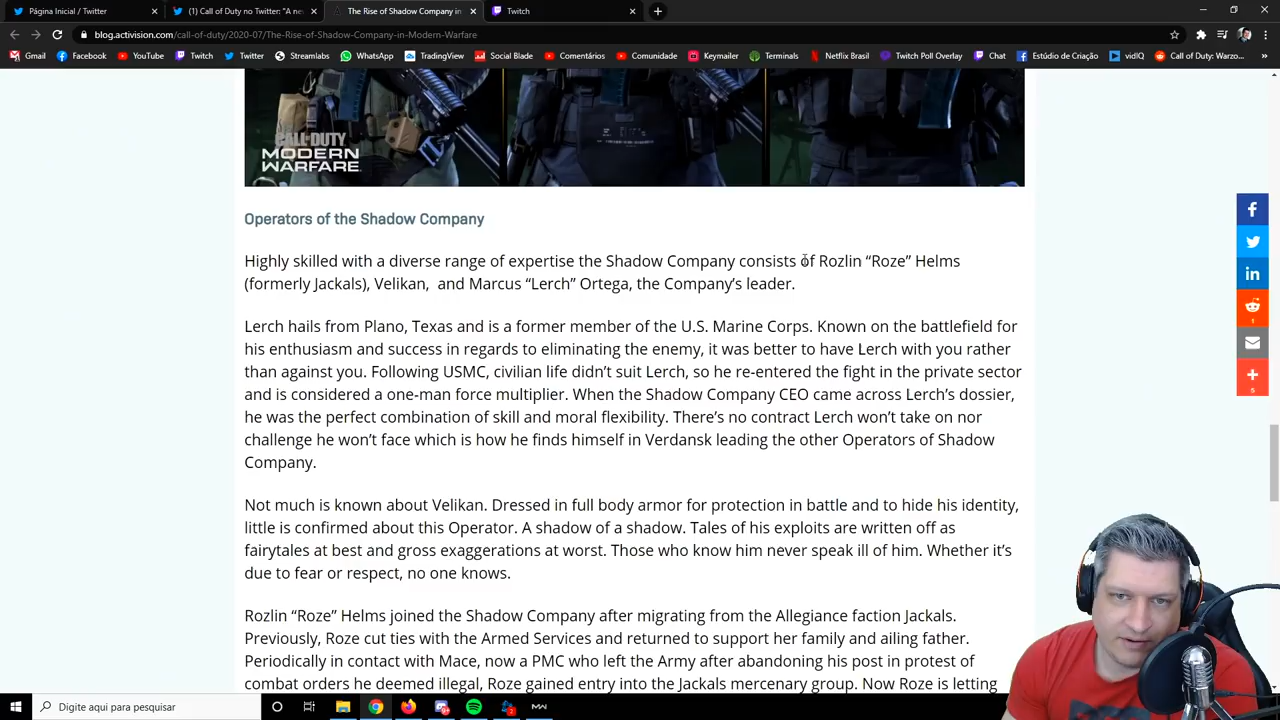 Página Inicial / Twitter
(1) Call of Duty no Twitter: "A ne
The Rise of Shadow Company in
Twitch
blog.activision.com/call-of-duty/2020-07/The-Rise-of-Shadow-Company-in-Modern-Warfare
Gmail Facebook YouTube Twitch Twitter Streamlabs WhatsApp TradingView Social Blade Comentários Comunidade Keymailer Terminals Netflix Brasil Twitch Poll Overlay Chat Estúdio de Criação vidIQ Call of Duty: Warzo... »
CALL OF DUTY
MODERN
WARFARE
Operators of the Shadow Company
Highly skilled with a diverse range of expertise the Shadow Company consists of Rozlin “Roze” Helms
(formerly Jackals), Velikan,  and Marcus “Lerch” Ortega, the Company’s leader.
Lerch hails from Plano, Texas and is a former member of the U.S. Marine Corps. Known on the battlefield for
his enthusiasm and success in regards to eliminating the enemy, it was better to have Lerch with you rather
than against you. Following USMC, civilian life didn’t suit Lerch, so he re-entered the fight in the private sector
and is considered a one-man force multiplier. When the Shadow Company CEO came across Lerch’s dossier,
he was the perfect combination of skill and moral flexibility. There’s no contract Lerch won’t take on nor
challenge he won’t face which is how he finds himself in Verdansk leading the other Operators of Shadow
Company.
Not much is known about Velikan. Dressed in full body armor for protection in battle and to hide his identity,
little is confirmed about this Operator. A shadow of a shadow. Tales of his exploits are written off as
fairytales at best and gross exaggerations at worst. Those who know him never speak ill of him. Whether it’s
due to fear or respect, no one knows.
Rozlin “Roze” Helms joined the Shadow Company after migrating from the Allegiance faction Jackals.
Previously, Roze cut ties with the Armed Services and returned to support her family and ailing father.
Periodically in contact with Mace, now a PMC who left the Army after abandoning his post in protest of
combat orders he deemed illegal, Roze gained entry into the Jackals mercenary group. Now Roze is letting
1
5
Digite aqui para pesquisar